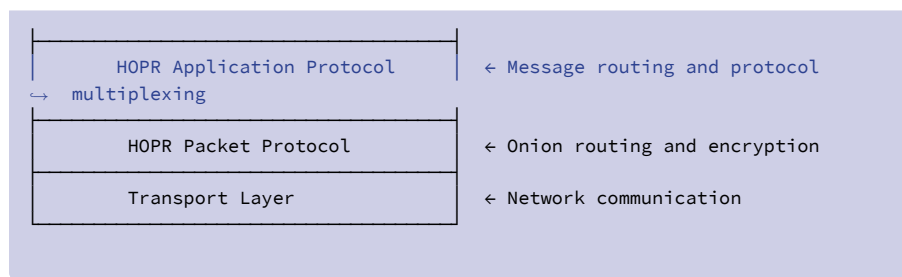 HOPR Application Protocol ← Message routing and protocol
↪ multiplexing
HOPR Packet Protocol ← Onion routing and encryption
Transport Layer ← Network communication